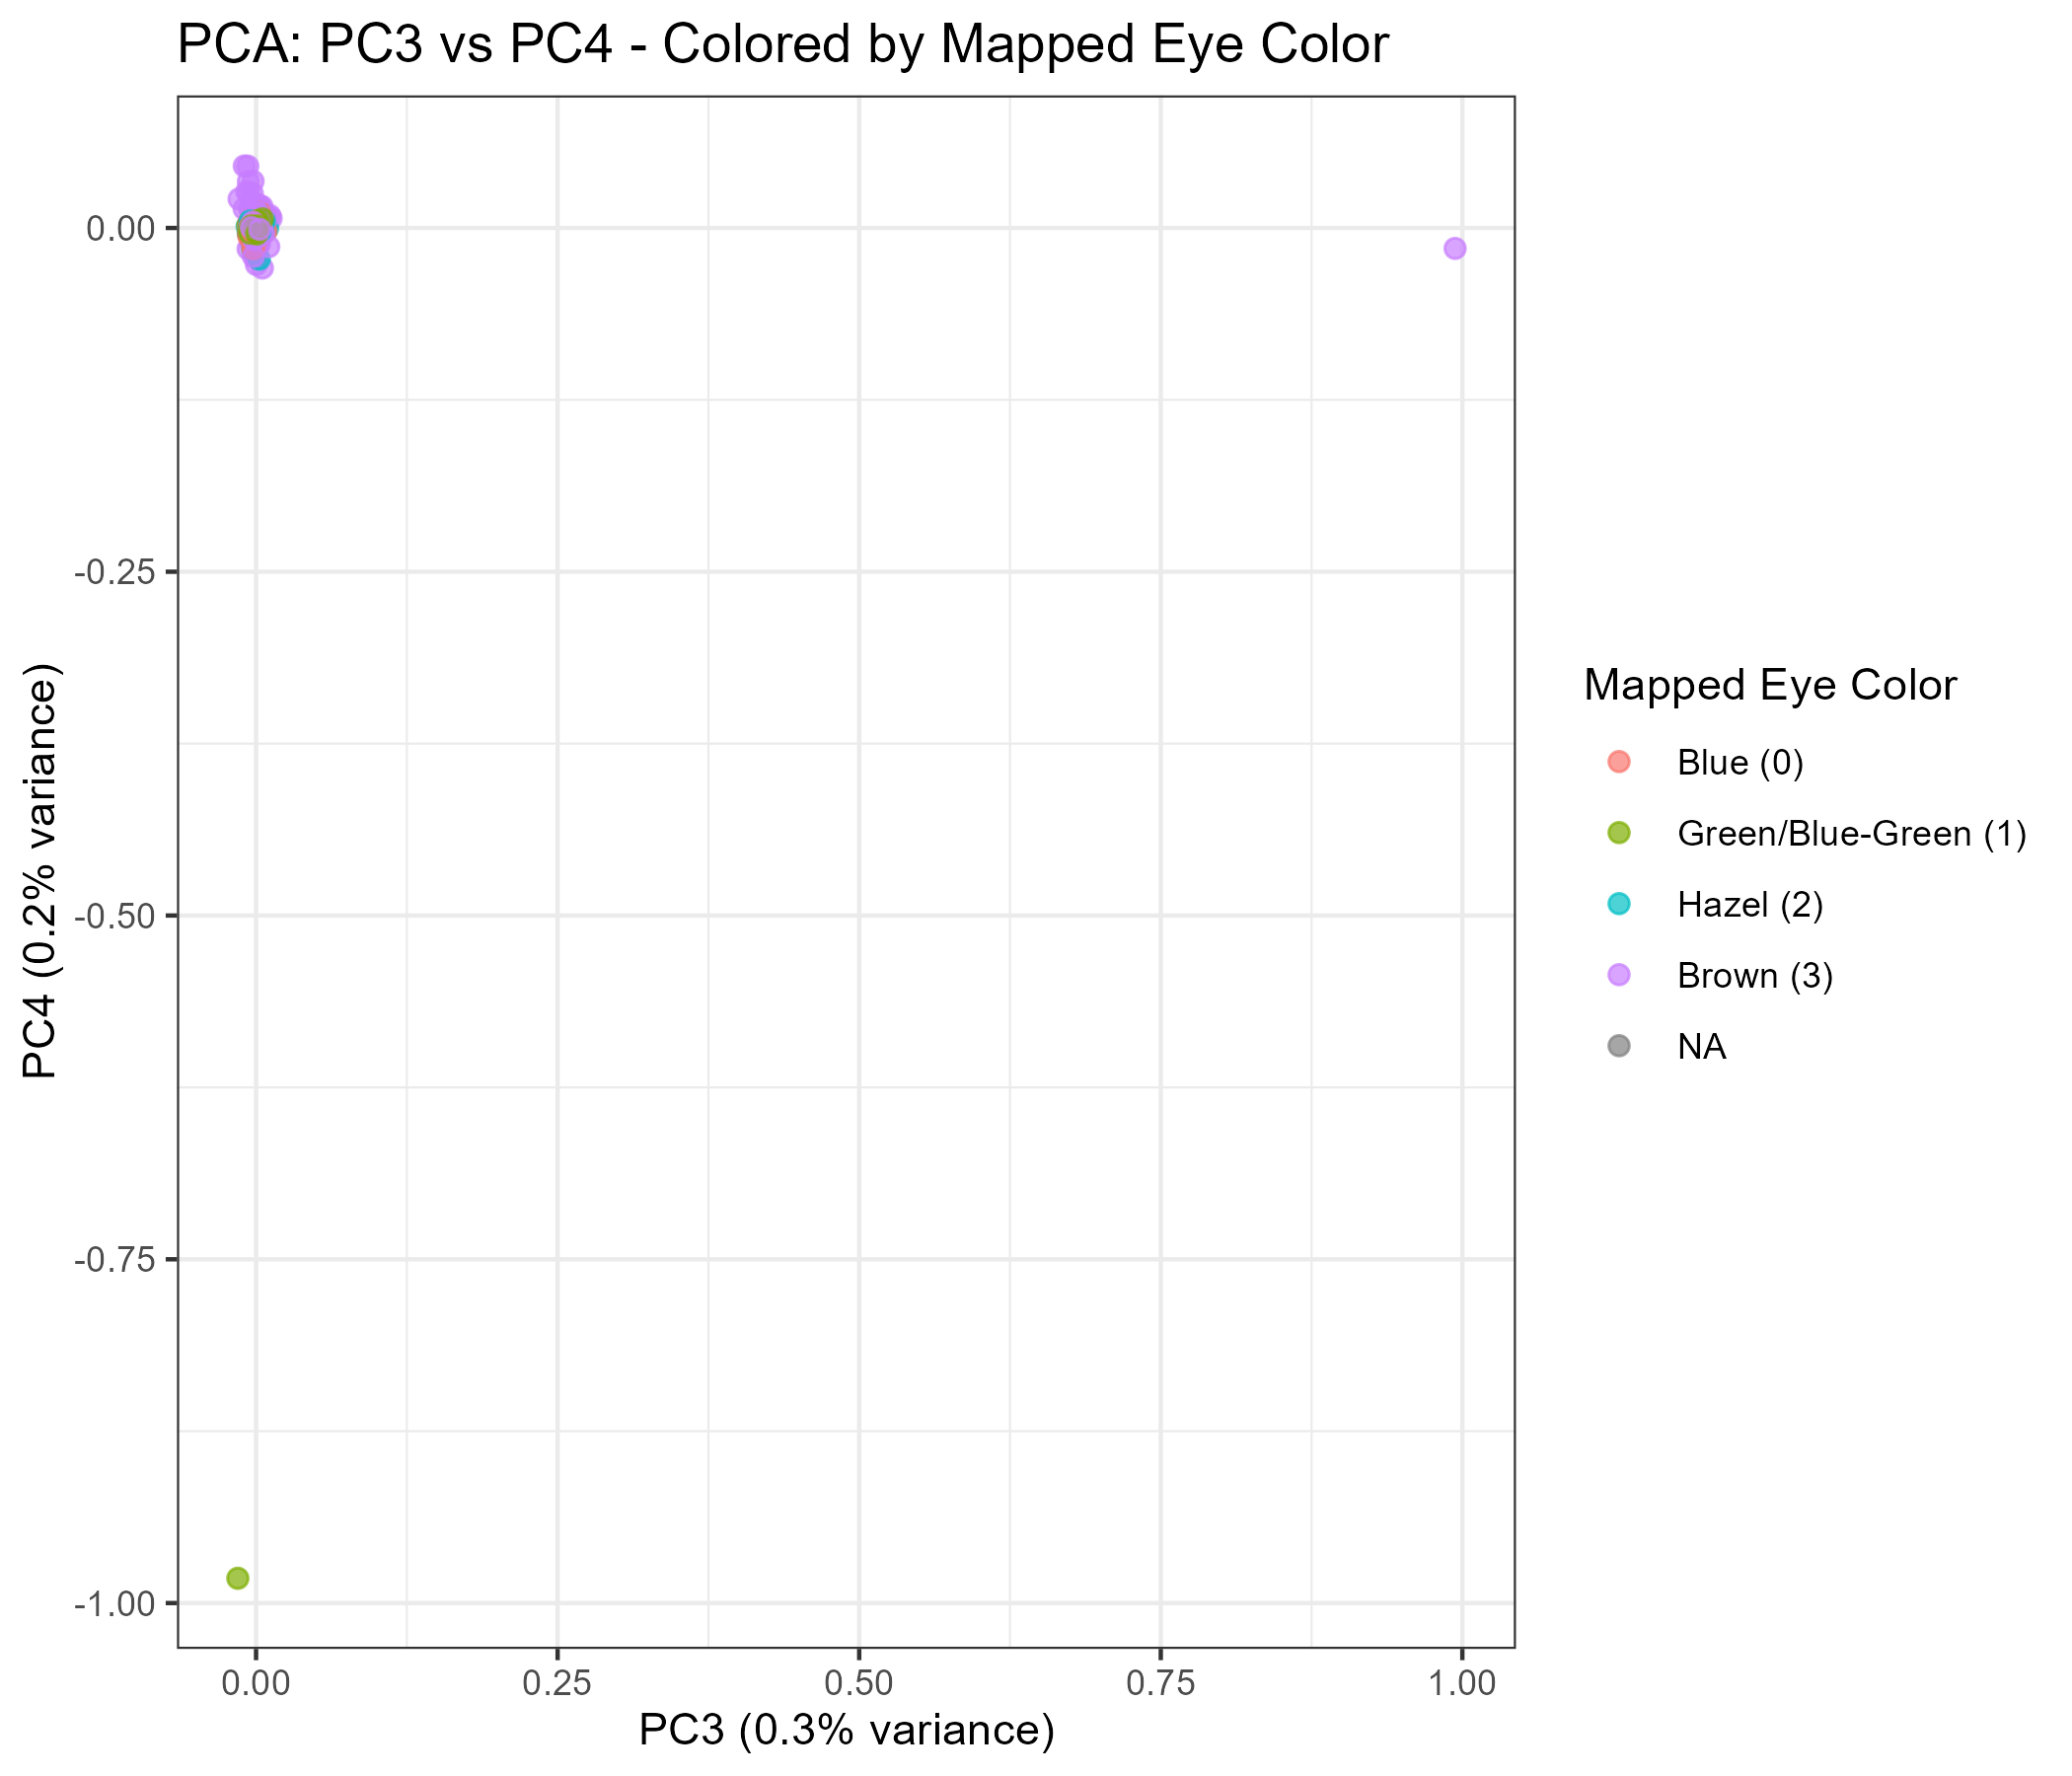 PCA: PC3 vs PC4 - Colored by Mapped Eye Color
0.00
-0.25
-0.50
-0.75
-1.00
PC4 (0.2% variance)
0.00
0.25
0.50
0.75
1.00
PC3 (0.3% variance)
Mapped Eye Color
Blue (0)
Green/Blue-Green (1)
Hazel (2)
Brown (3)
NA